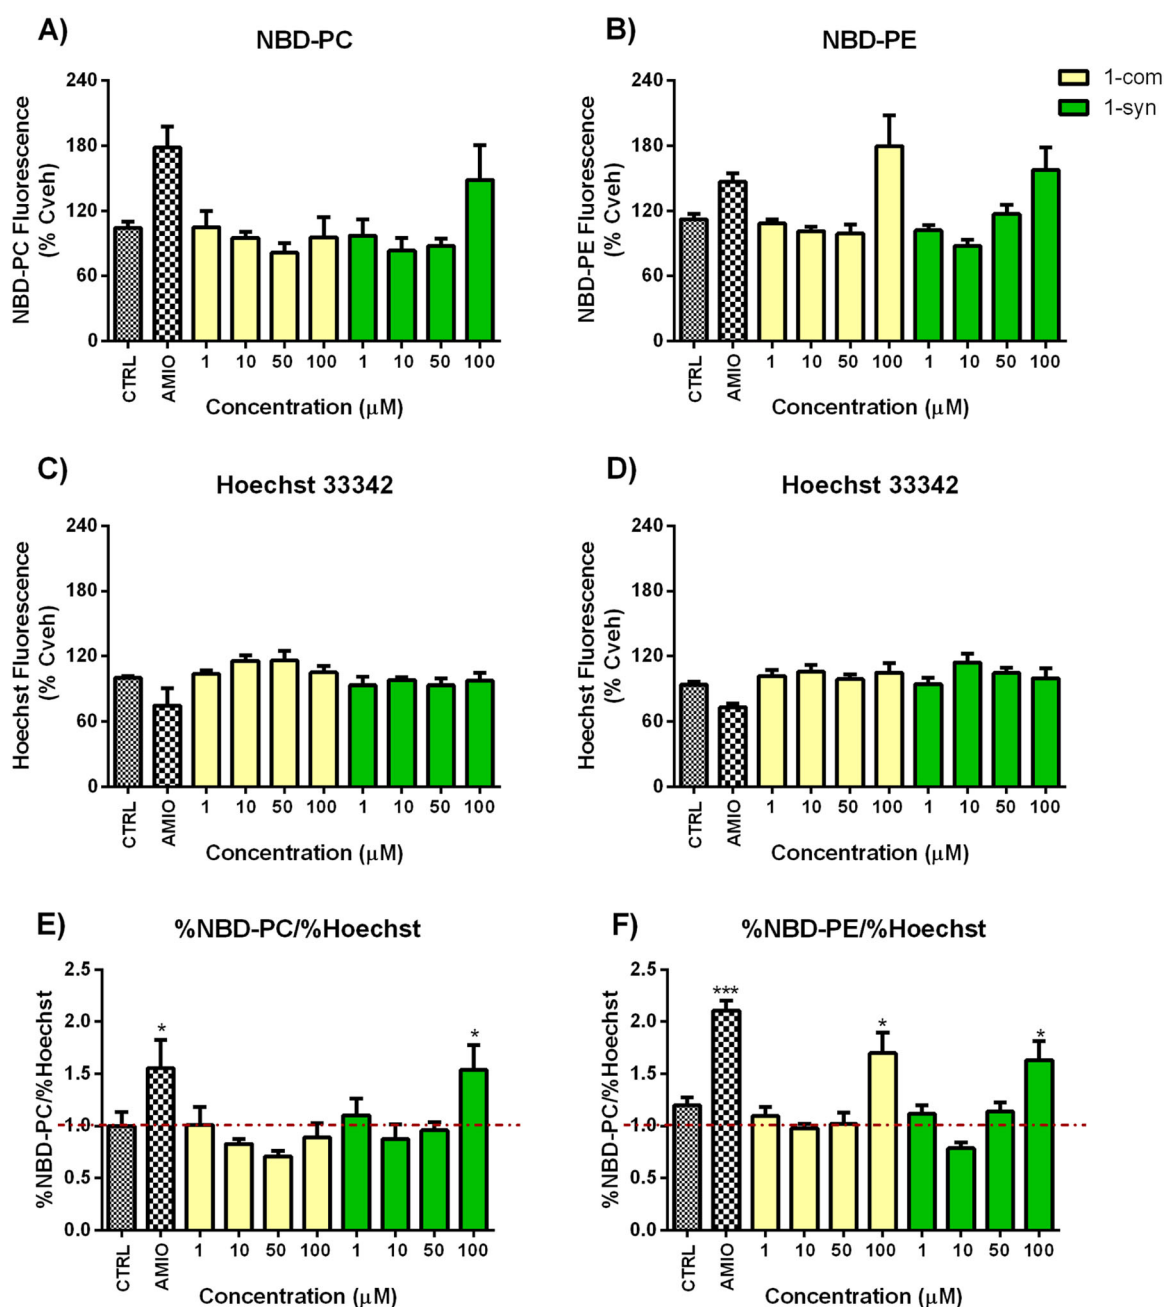 A)
NBD-PC
NBD-PC Fluorescence
(% Cveh)
240
180
120
60
0
CTRL
AMIO
1 10 50 100 1 10 50 100
Concentration (µM)
B)
NBD-PE
NBD-PE Fluorescence
(% Cveh)
240
180
120
60
0
CTRL
AMIO
1 10 50 100 1 10 50 100
Concentration (µM)
1-com
1-syn
C)
Hoechst 33342
Hoechst Fluorescence
(% Cveh)
240
180
120
60
0
CTRL
AMIO
1 10 50 100 1 10 50 100
Concentration (µM)
D)
Hoechst 33342
Hoechst Fluorescence
(% Cveh)
240
180
120
60
0
CTRL
AMIO
1 10 50 100 1 10 50 100
Concentration (µM)
E)
%NBD-PC/%Hoechst
%NBD-PC/%Hoechst
2.5
2.0
1.5
1.0
0.5
0.0
* *
CTRL
AMIO
1 10 50 100 1 10 50 100
Concentration (µM)
F)
%NBD-PE/%Hoechst
%NBD-PC/%Hoechst
2.5
2.0
1.5
1.0
0.5
0.0
*** * *
CTRL
AMIO
1 10 50 100 1 10 50 100
Concentration (µM)